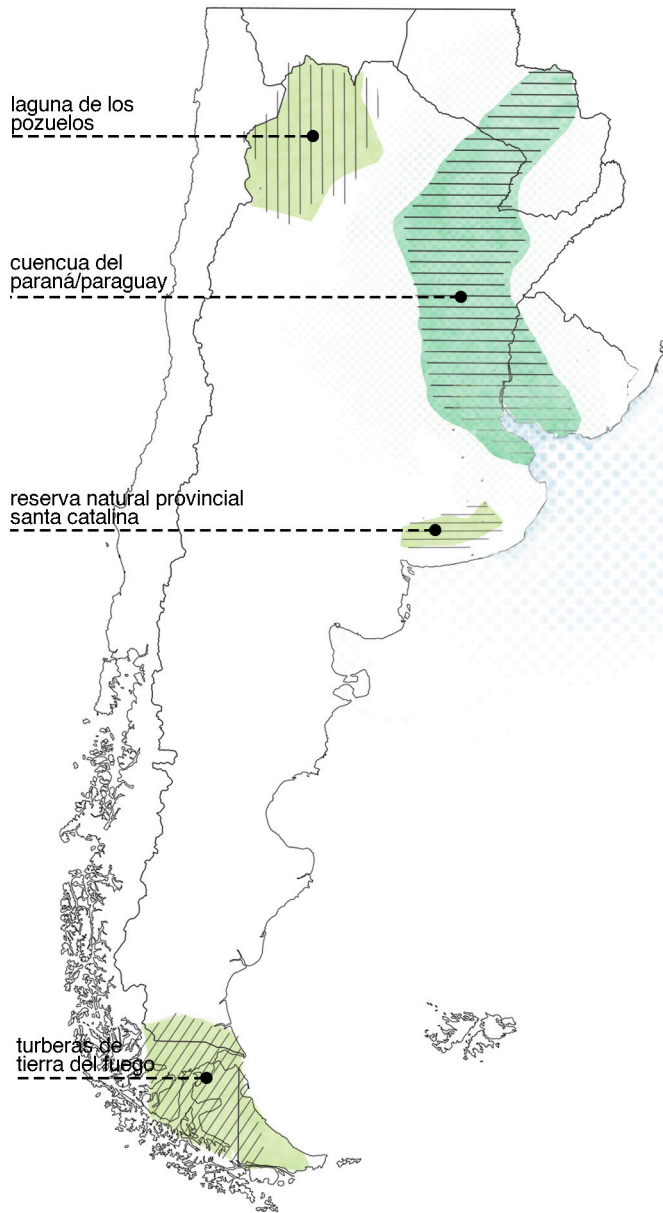 laguna de los
pozuelos
cuencua del
paraná/paraguay
reserva natural provincial
santa catalina
turberas de
tierra del fuego